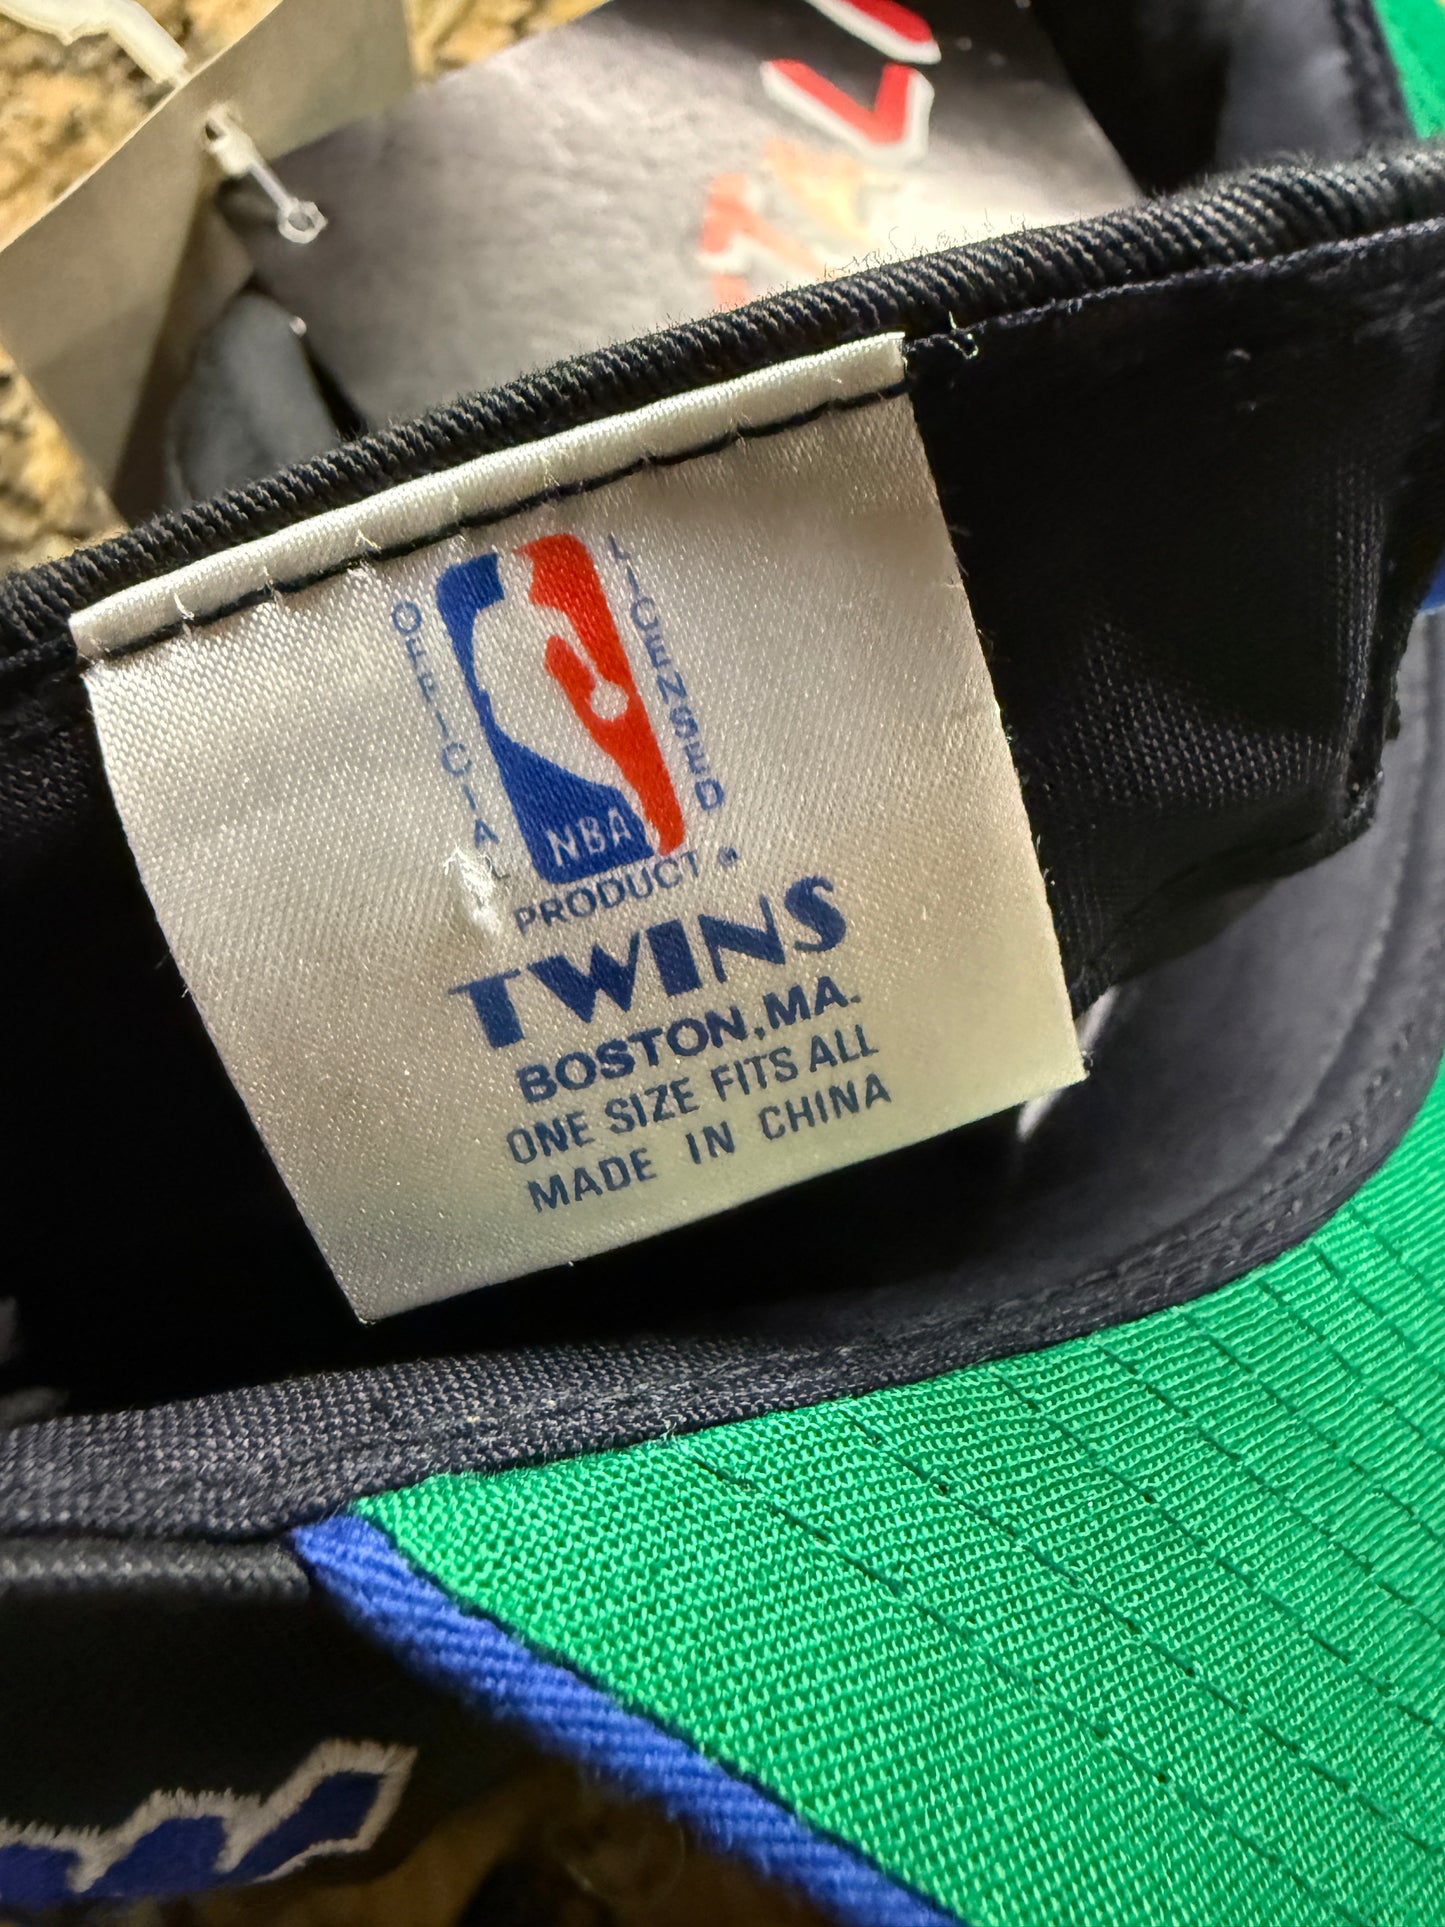 OFFICIAL
LICENSED
NBA
PRODUCT
TWINS
BOSTON, MA.
ONE SIZE FITS ALL
MADE IN CHINA